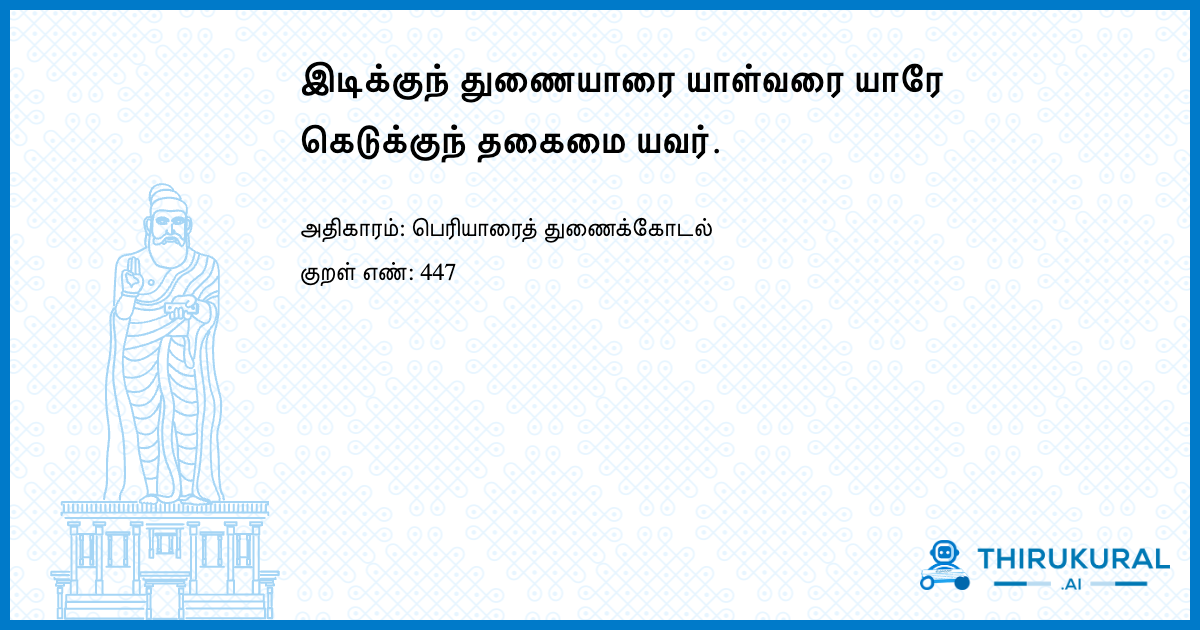 இடிக்குந் துணையாரை யாள்வரை யாரே
கெடுக்குந் தகைமை யவர்.
அதிகாரம்: பெரியாரைத் துணைக்கோடல்
குறள் எண்: 447
THIRUKURAL
.AI